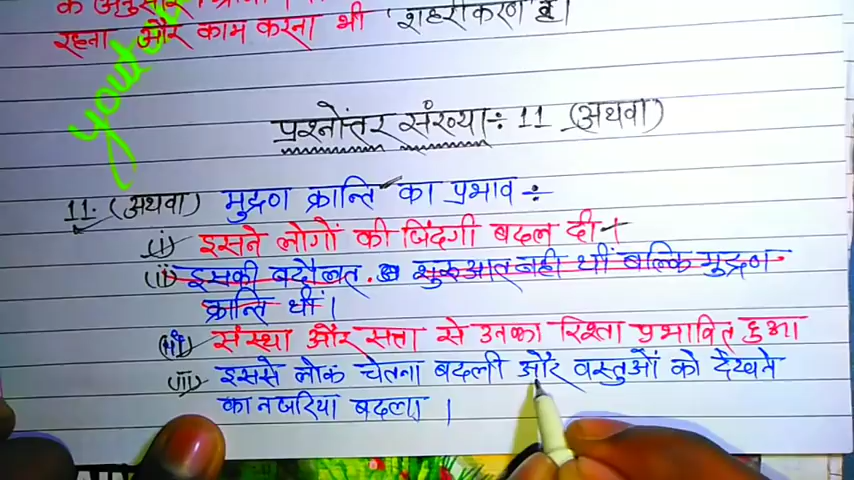 के अनुसार
रहना और काम करना भी 'शहरीकरण' है।
प्रश्नोत्तर संख्या ÷ 11 (अथवा)
11. (अथवा) मुद्रण क्रान्ति का प्रभाव ÷
(i) इसने लोगों की जिंदगी बदल दी।
(ii) इसकी बदौलत शुरुआत नही थीं बल्कि मुद्रण
क्रान्ति थीं।
संस्था और सत्ता से उनका रिश्ता प्रभावित हुआ
(iii) इससे लोक चेतना बदली और वस्तुओं को देखने
का नजरिया बदला।